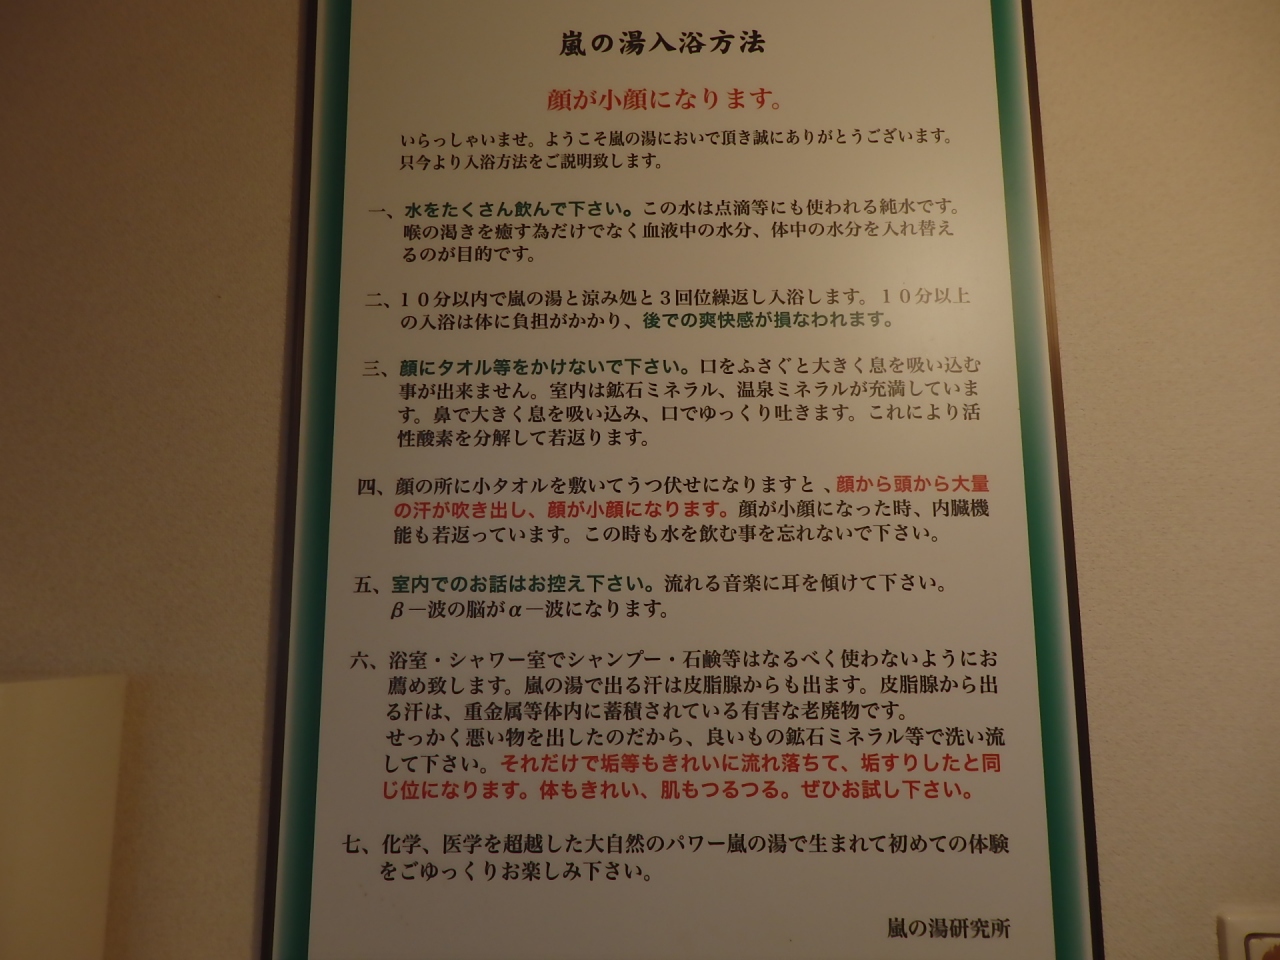 嵐の湯入浴方法
顔が小顔になります。
いらっしゃいませ。ようこそ嵐の湯においで頂き誠にありがとうございます。
只今より入浴方法をご説明致します。
一、水をたくさん飲んで下さい。この水は点滴等にも使われる純水です。
喉の渇きを癒す為だけでなく血液中の水分、体中の水分を入れ替え
るのが目的です。
二、１０分以内で嵐の湯と涼み処と３回位繰返し入浴します。１０分以上
の入浴は体に負担がかかり、後での爽快感が損なわれます。
三、顔にタオル等をかけないで下さい。口をふさぐと大きく息を吸い込む
事が出来ません。室内は鉱石ミネラル、温泉ミネラルが充満していま
す。鼻で大きく息を吸い込み、口でゆっくり吐きます。これにより活
性酸素を分解して若返ります。
四、顔の所に小タオルを敷いてうつ伏せになりますと、顔から頭から大量
の汗が吹き出し、顔が小顔になります。顔が小顔になった時、内臓機
能も若返っています。この時も水を飲む事を忘れないで下さい。
五、室内でのお話はお控え下さい。流れる音楽に耳を傾けて下さい。
β―波の脳がα―波になります。
六、浴室・シャワー室でシャンプー・石鹸等はなるべく使わないようにお
薦め致します。嵐の湯で出る汗は皮脂腺からも出ます。皮脂腺から出
る汗は、重金属等体内に蓄積されている有害な老廃物です。
せっかく悪い物を出したのだから、良いもの鉱石ミネラル等で洗い流
して下さい。それだけで垢等もきれいに流れ落ちて、垢すりしたと同
じ位になります。体もきれい、肌もつるつる。ぜひお試し下さい。
七、化学、医学を超越した大自然のパワー嵐の湯で生まれて初めての体験
をごゆっくりお楽しみ下さい。
嵐の湯研究所